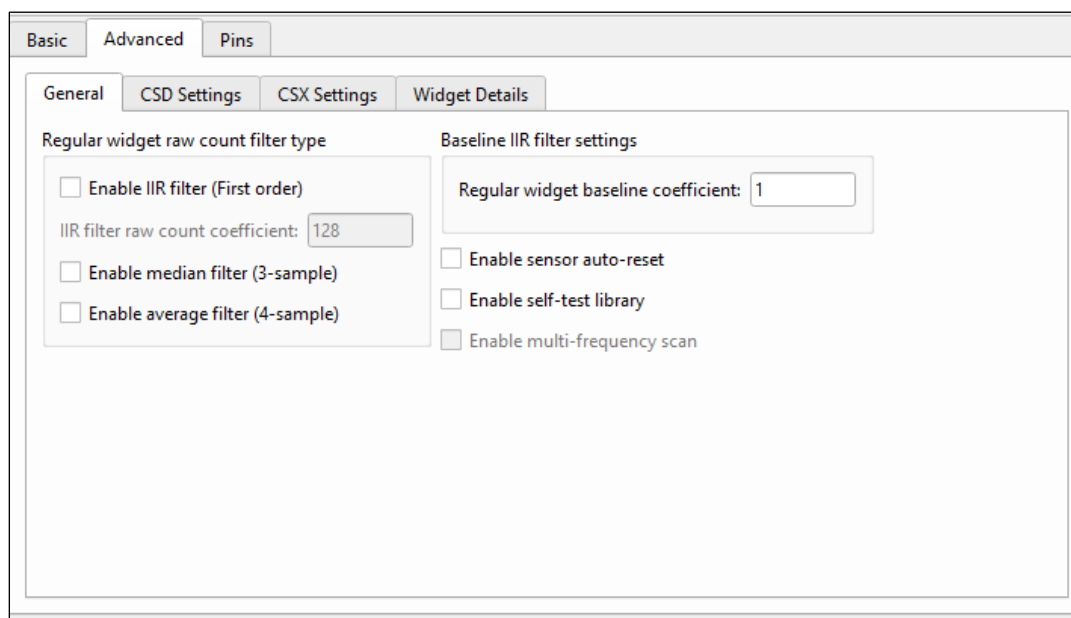 Basic Advanced Pins
General CSD Settings CSX Settings Widget Details
Regular widget raw count filter type
Enable IIR filter (First order)
IIR filter raw count coefficient: 128
Enable median filter (3-sample)
Enable average filter (4-sample)
Baseline IIR filter settings
Regular widget baseline coefficient: 1
Enable sensor auto-reset
Enable self-test library
Enable multi-frequency scan